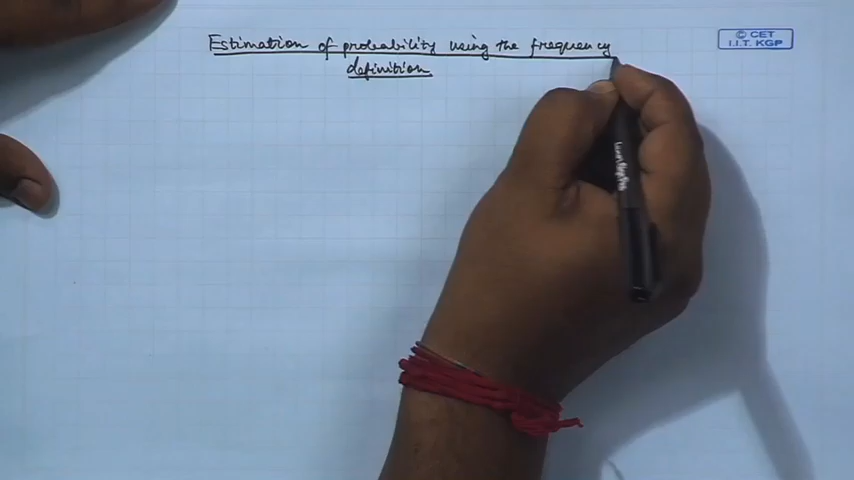 Estimation of probability using the frequency
definition
© CET
I.I.T. KGP